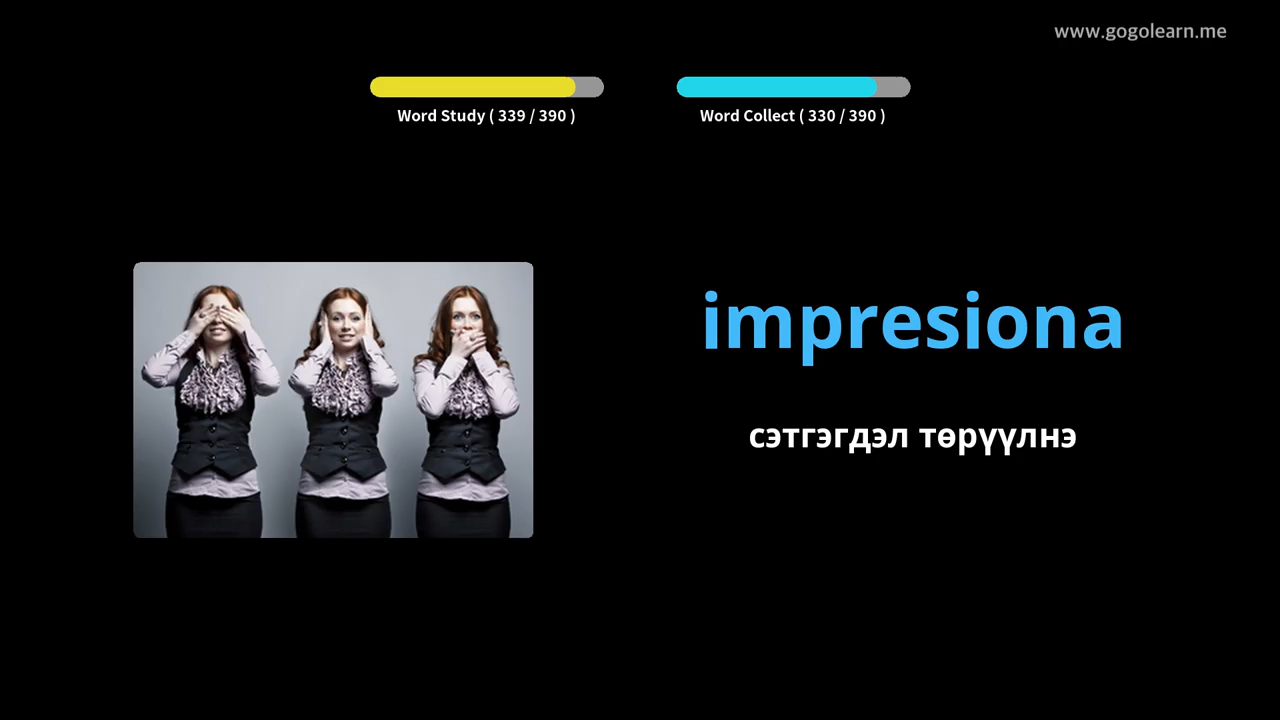 www.gogolearn.me
Word Study ( 339 / 390 )
Word Collect ( 330 / 390 )
impresiona
сэтгэгдэл төрүүлнэ